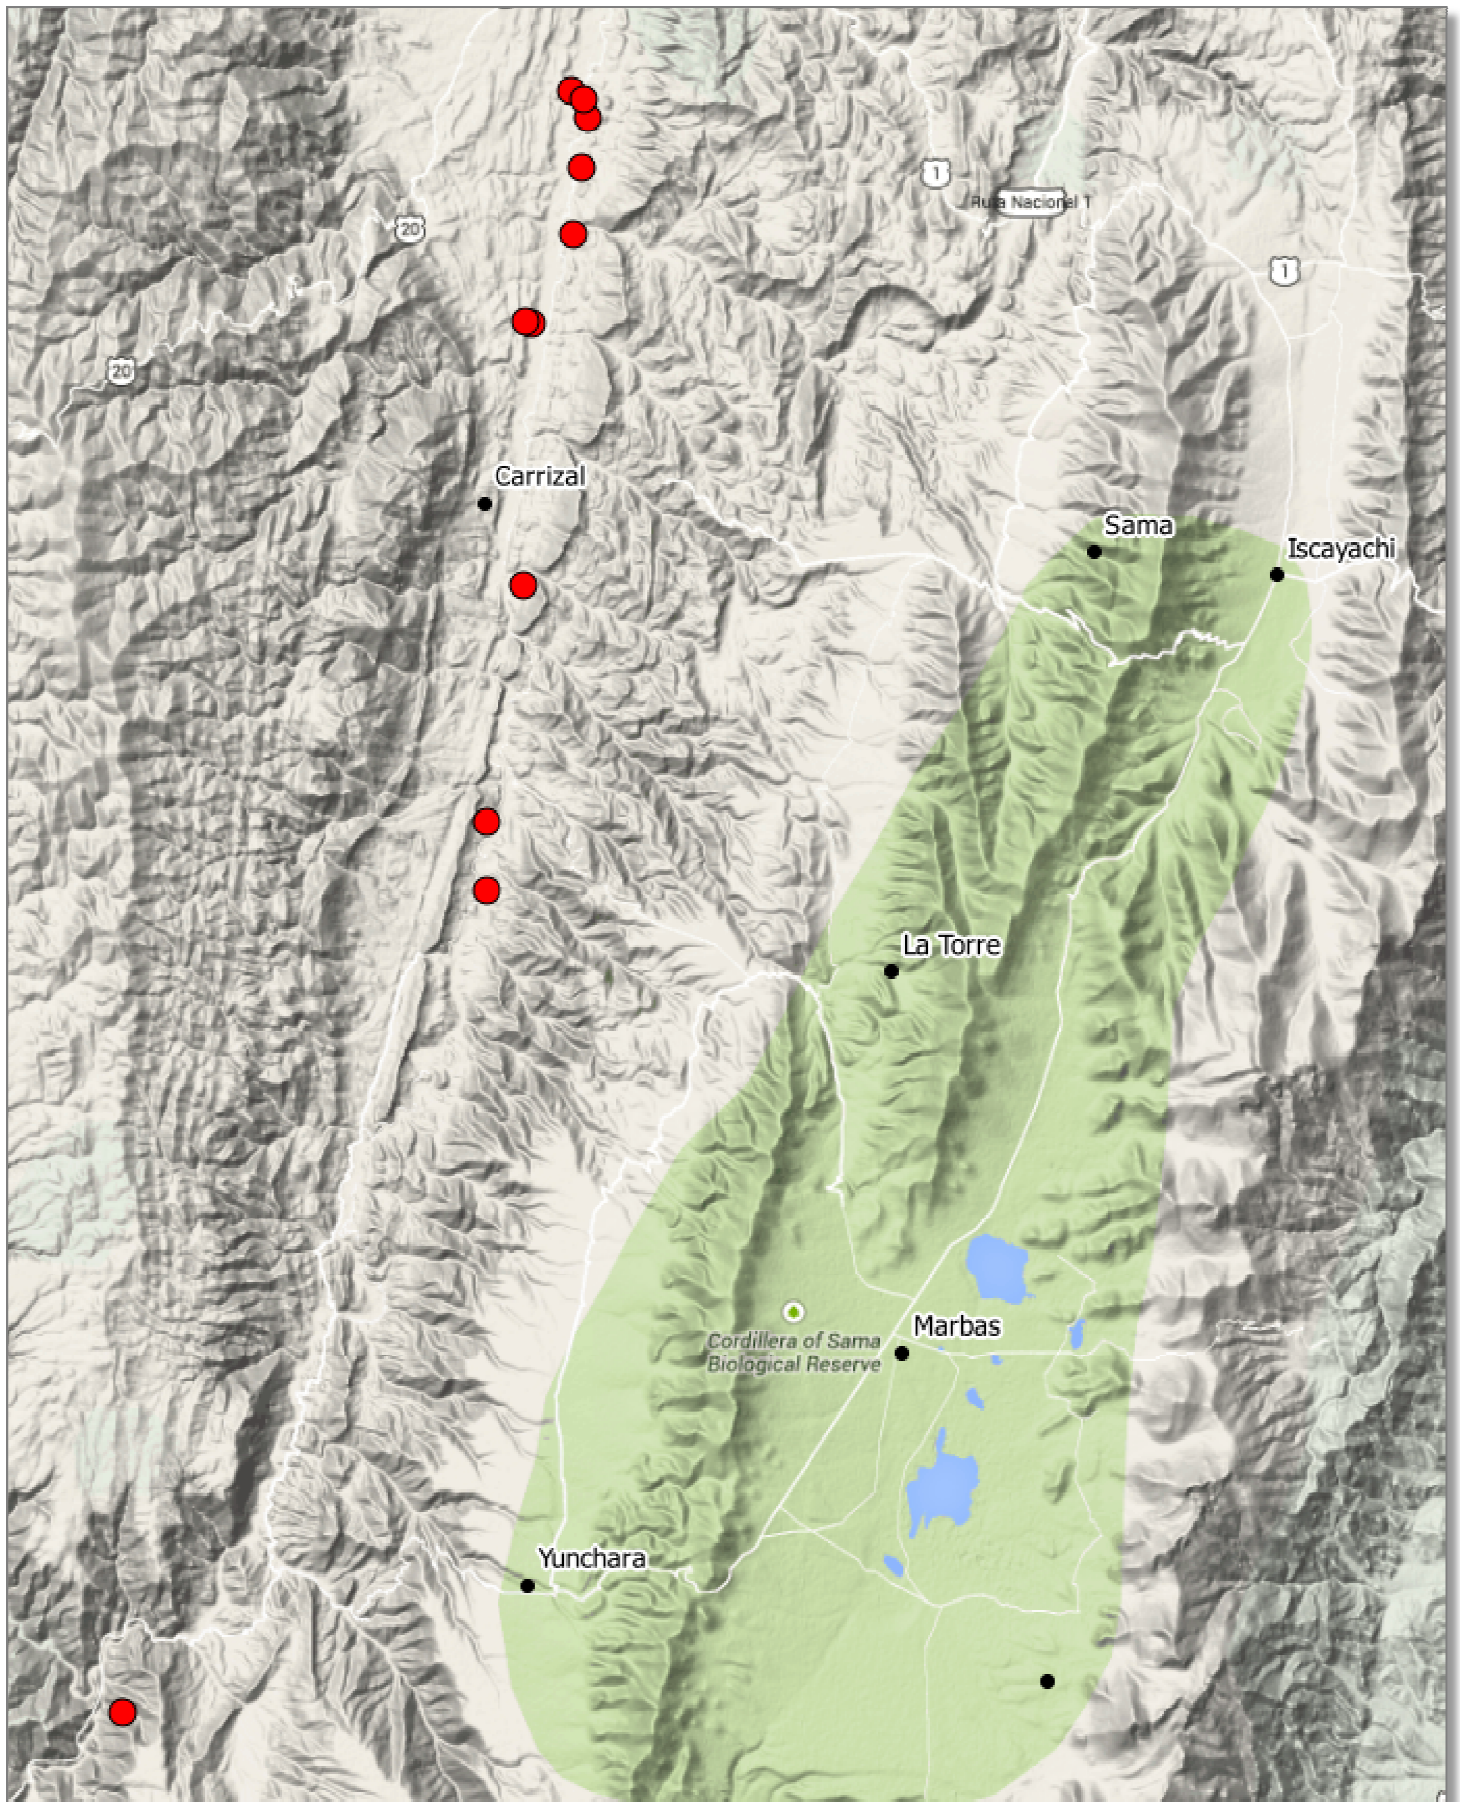 1
Ruta Nacional 1
20
1
20
Carrizal
Sama
Iscayachi
La Torre
Marbas
Cordillera of Sama
Biological Reserve
Yunchara